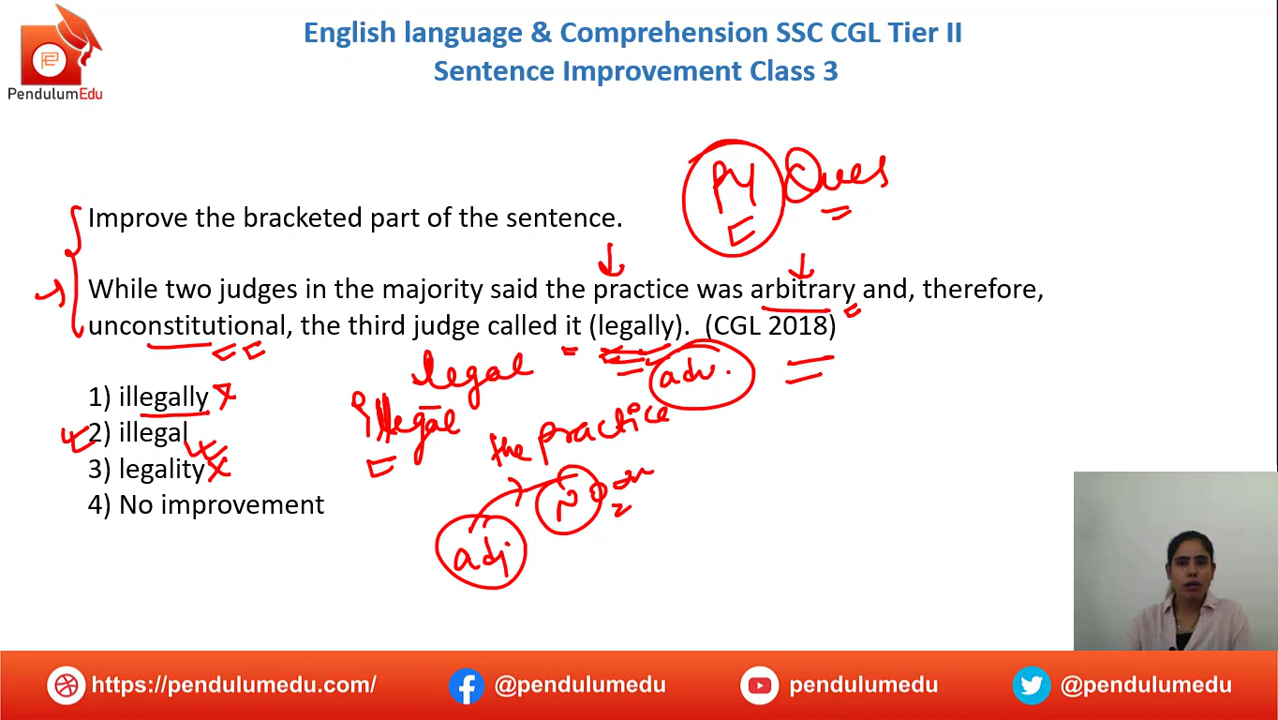 English language & Comprehension SSC CGL Tier II
Sentence Improvement Class 3
PendulumEdu
PY Ques
Improve the bracketed part of the sentence.
While two judges in the majority said the practice was arbitrary and, therefore,
unconstitutional, the third judge called it (legally). (CGL 2018)
legal
adv.
1) illegally
illegal
the practice
2) illegal
3) legality
Noun
4) No improvement
adj
https://pendulumedu.com/
@pendulumedu
pendulumedu
@pendulumedu